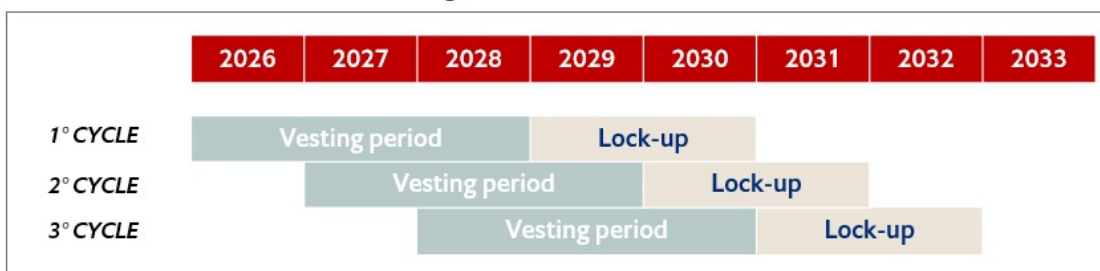 2026 2027 2028 2029 2030 2031 2032 2033
1° CYCLE Vesting period Lock-up
2° CYCLE Vesting period Lock-up
3° CYCLE Vesting period Lock-up